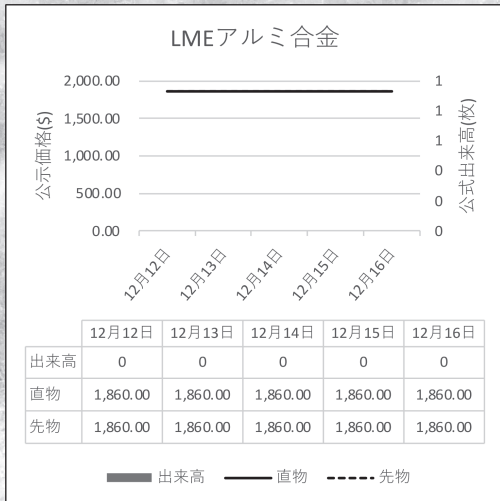 LMEアルミ合金
2,000.00
1,500.00
1,000.00
500.00
0.00
公示価格($)
1
1
1
0
0
0
公式出来高(枚)
12月12日
12月13日
12月14日
12月15日
12月16日
12月12日 12月13日 12月14日 12月15日 12月16日
出来高 0 0 0 0 0
直物 1,860.00 1,860.00 1,860.00 1,860.00 1,860.00
先物 1,860.00 1,860.00 1,860.00 1,860.00 1,860.00
出来高 直物 先物